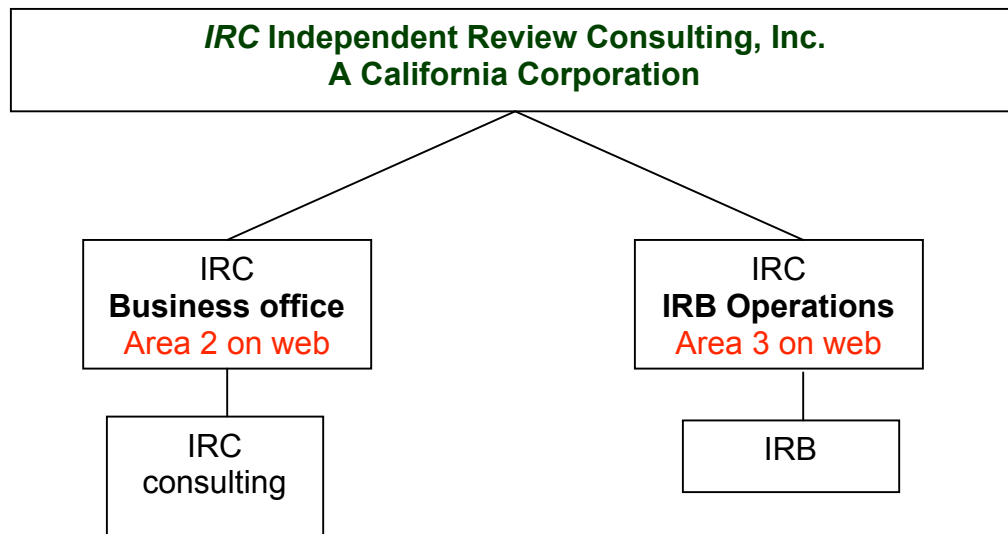 IRC Independent Review Consulting, Inc.
A California Corporation
IRC
Business office
Area 2 on web
IRC
IRB Operations
Area 3 on web
IRC
consulting
IRB